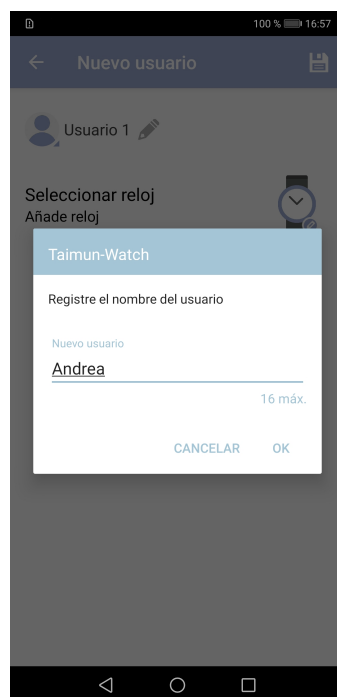 100 % 16:57
Nuevo usuario
Usuario 1
Seleccionar reloj
Añade reloj
Taimun-Watch
Registre el nombre del usuario
Nuevo usuario
Andrea
16 máx.
CANCELAR OK